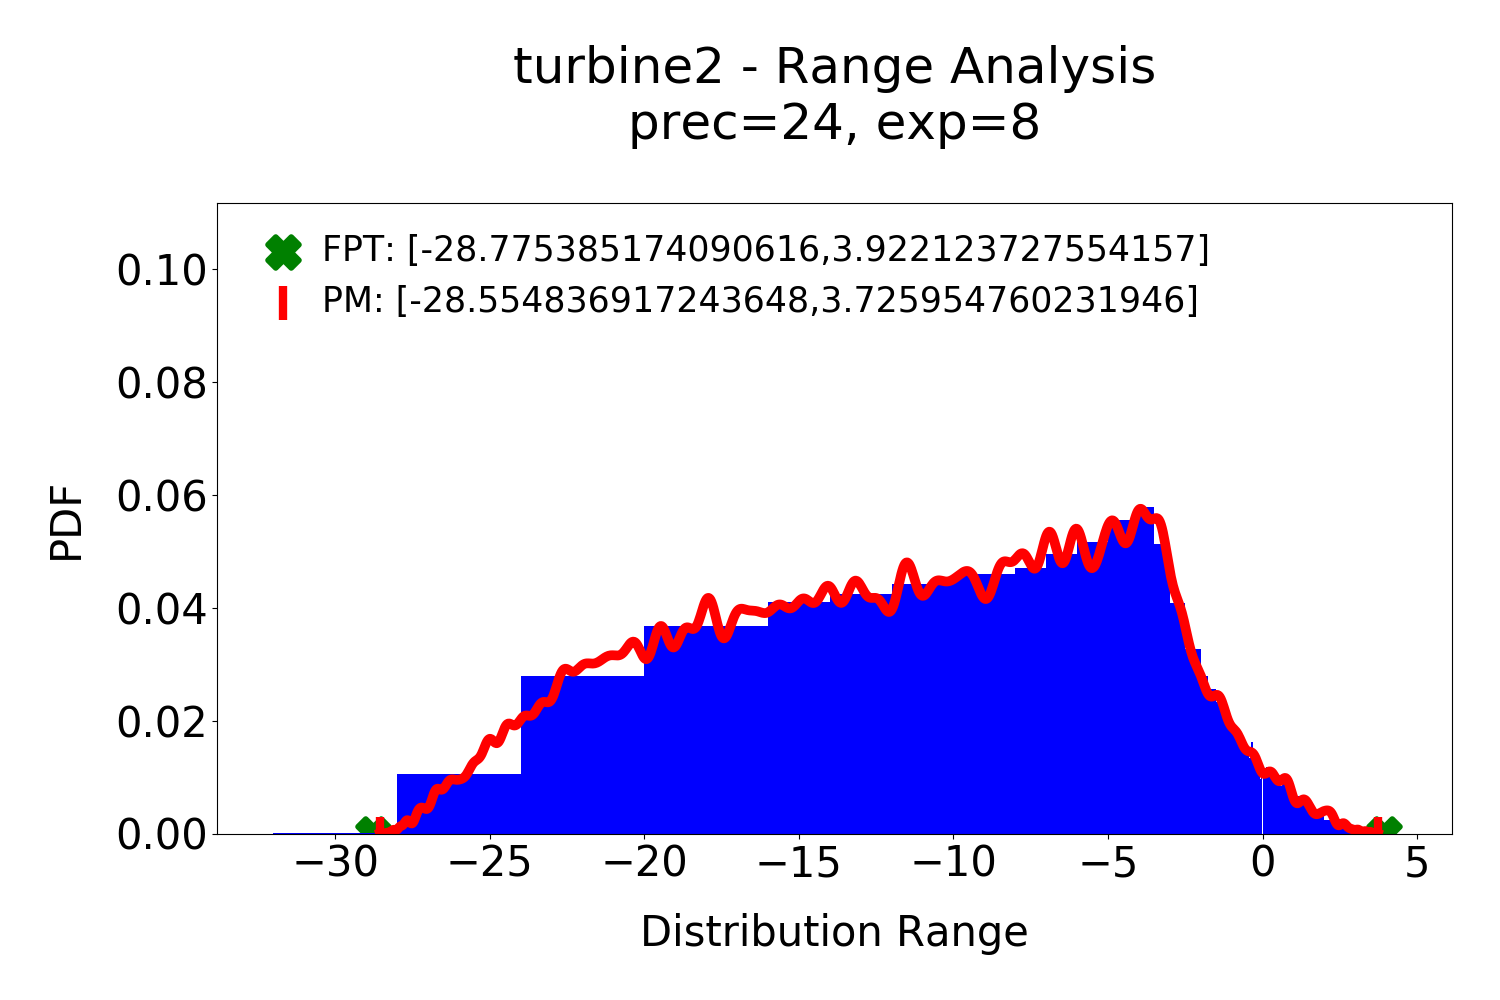 turbine2 - Range Analysis
prec=24, exp=8
FPT: [-28.775385174090616,3.922123727554157]
PM: [-28.554836917243648,3.725954760231946]
PDF
0.10
0.08
0.06
0.04
0.02
0.00
−30 −25 −20 −15 −10 −5 0 5
Distribution Range